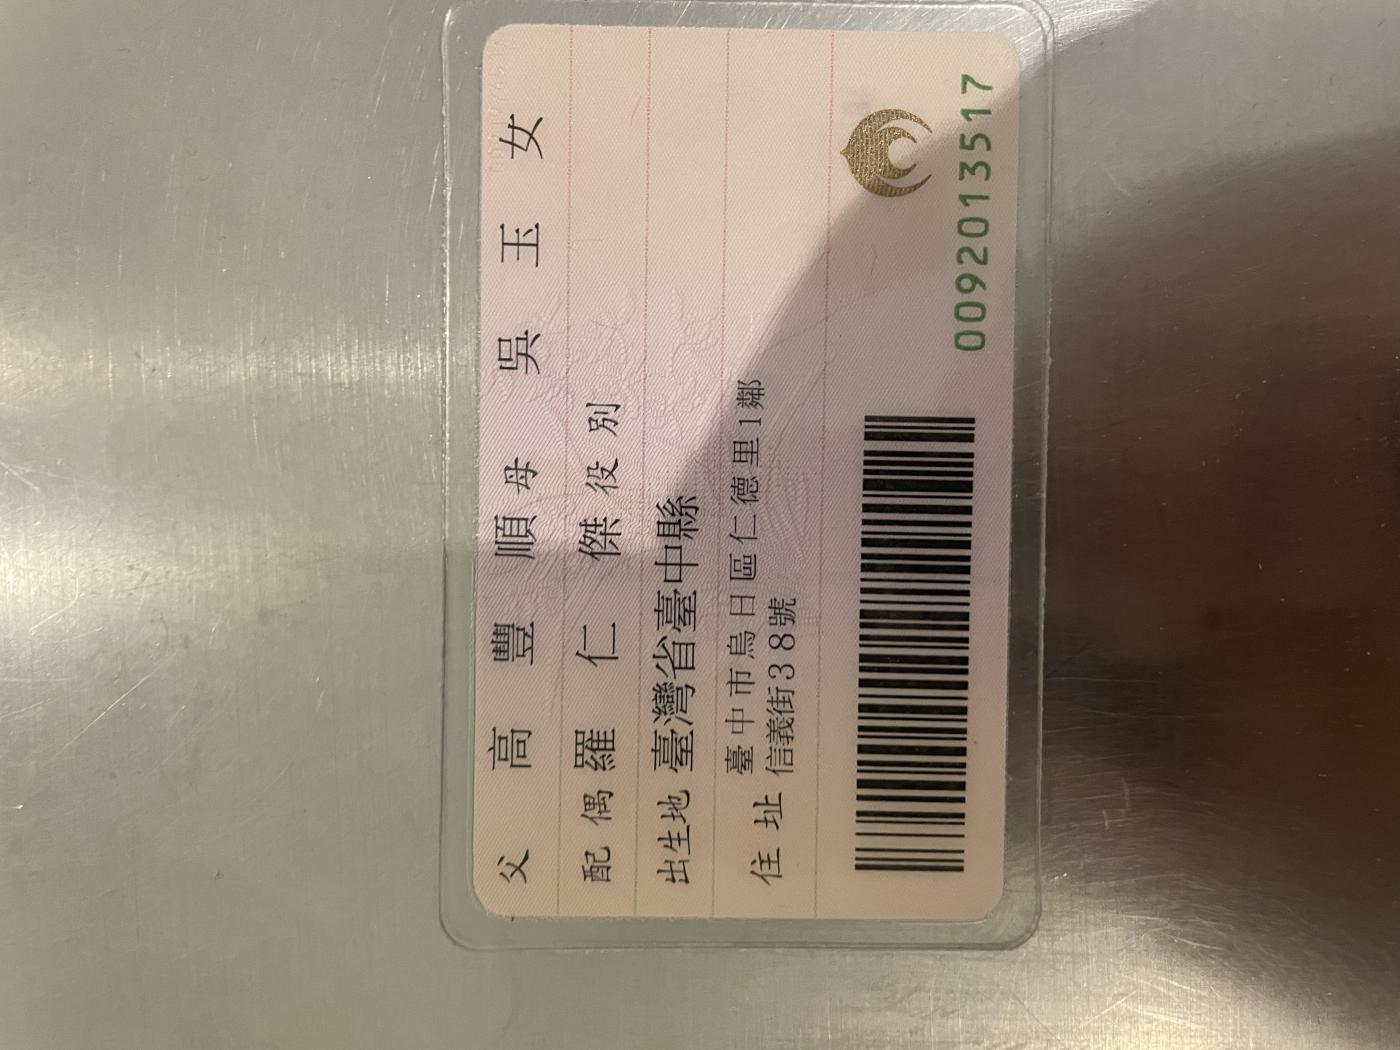 父 高豐順 母 吳玉女
配偶 羅仁傑 役別
出生地 臺灣省臺中縣
住址 臺中市烏日區仁德里1鄰
信義街38號
0092013517